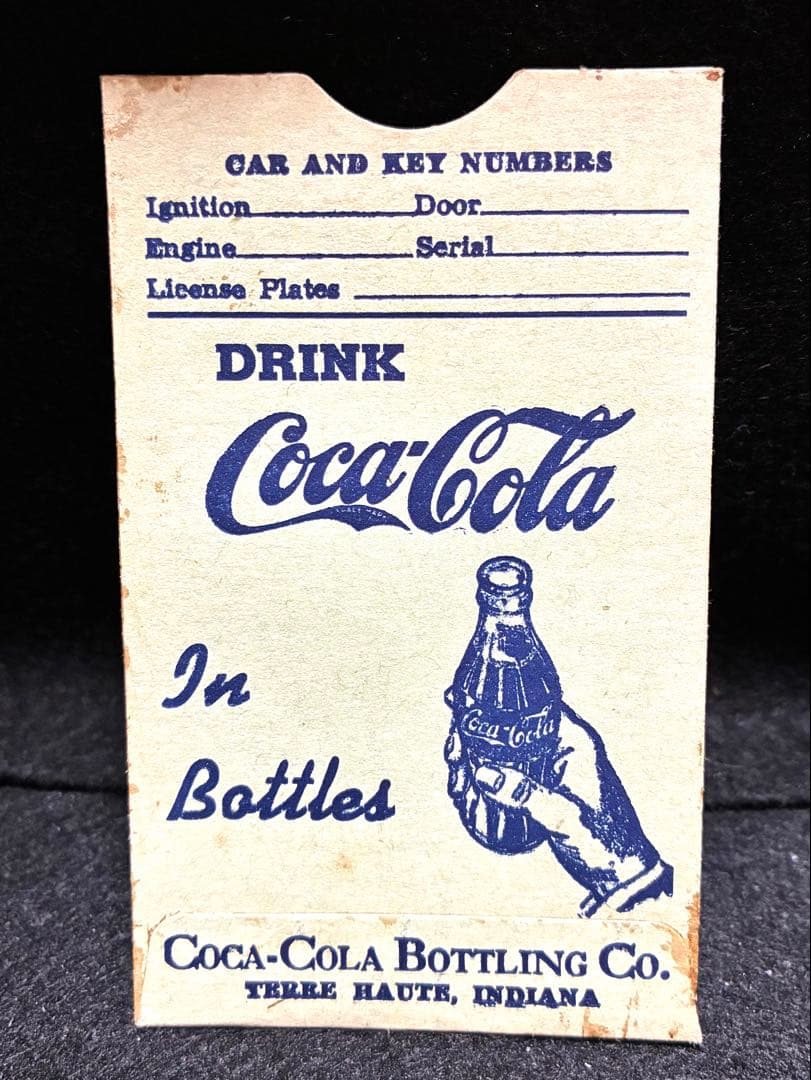 CAR AND KEY NUMBERS
Ignition Door
Engine Serial
License Plates
DRINK
Coca-Cola
In
Coca-Cola
Bottles
COCA-COLA BOTTLING CO.
TERRE HAUTE, INDIANA